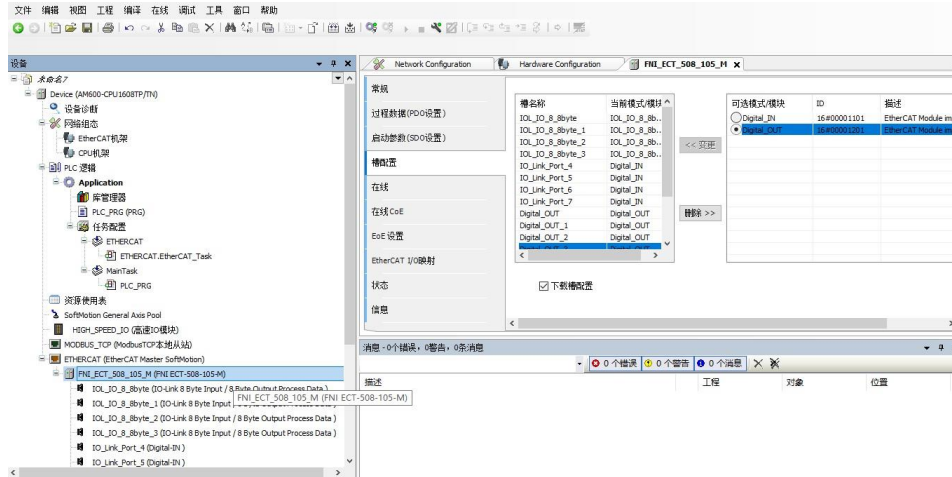 文件 编辑 视图 工程 编译 在线 调试 工具 窗口 帮助
设备
未命名7
Device (AM600-CPU1608TP/TN)
设备诊断
网络组态
EtherCAT机架
CPU机架
PLC 逻辑
Application
库管理器
PLC_PRG (PRG)
任务配置
ETHERCAT
ETHERCAT.EtherCAT_Task
MainTask
PLC_PRG
资源使用表
SoftMotion General Axis Pool
HIGH_SPEED_IO (高速IO模块)
MODBUS_TCP (ModbusTCP本地从站)
ETHERCAT (EtherCAT Master SoftMotion)
FNI_ECT_508_105_M (FNI ECT-508-105-M)
IOL_IO_8_8byte (IO-Link 8 Byte Input / 8 Byte Output Process Data )
FNI_ECT_508_105_M (FNI ECT-508-105-M)
IOL_IO_8_8byte_1 (IO-Link 8 Byte Input
IOL_IO_8_8byte_2 (IO-Link 8 Byte Input / 8 Byte Output Process Data )
IOL_IO_8_8byte_3 (IO-Link 8 Byte Input / 8 Byte Output Process Data )
IO_Link_Port_4 (Digital-IN )
IO_Link_Port_5 (Digital-IN )
Network Configuration Hardware Configuration FNI_ECT_508_105_M X
常规
过程数据(PDO设置)
启动参数(SDO设置)
槽配置
在线
在线CoE
EoE 设置
EtherCAT I/O映射
状态
信息
槽名称 当前模式/模块
IOL_IO_8_8byte IOL_IO_8_8b..
IOL_IO_8_8byte_1 IOL_IO_8_8b..
IOL_IO_8_8byte_2 IOL_IO_8_8b..
IOL_IO_8_8byte_3 IOL_IO_8_8b..
IO_Link_Port_4 Digital_IN
IO_Link_Port_5 Digital_IN
IO_Link_Port_6 Digital_IN
IO_Link_Port_7 Digital_IN
Digital_OUT Digital_OUT
Digital_OUT_1 Digital_OUT
Digital_OUT_2 Digital_OUT
<< 变更
删除 >>
可选模式/模块 ID 描述
Digital_IN 16#00001101 EtherCAT Module im
Digital_OUT 16#00001201 EtherCAT Module im
下载槽配置
消息 - 0个错误，0警告，0条消息
0 个错误 0 个警告 0 个消息
描述 工程 对象 位置